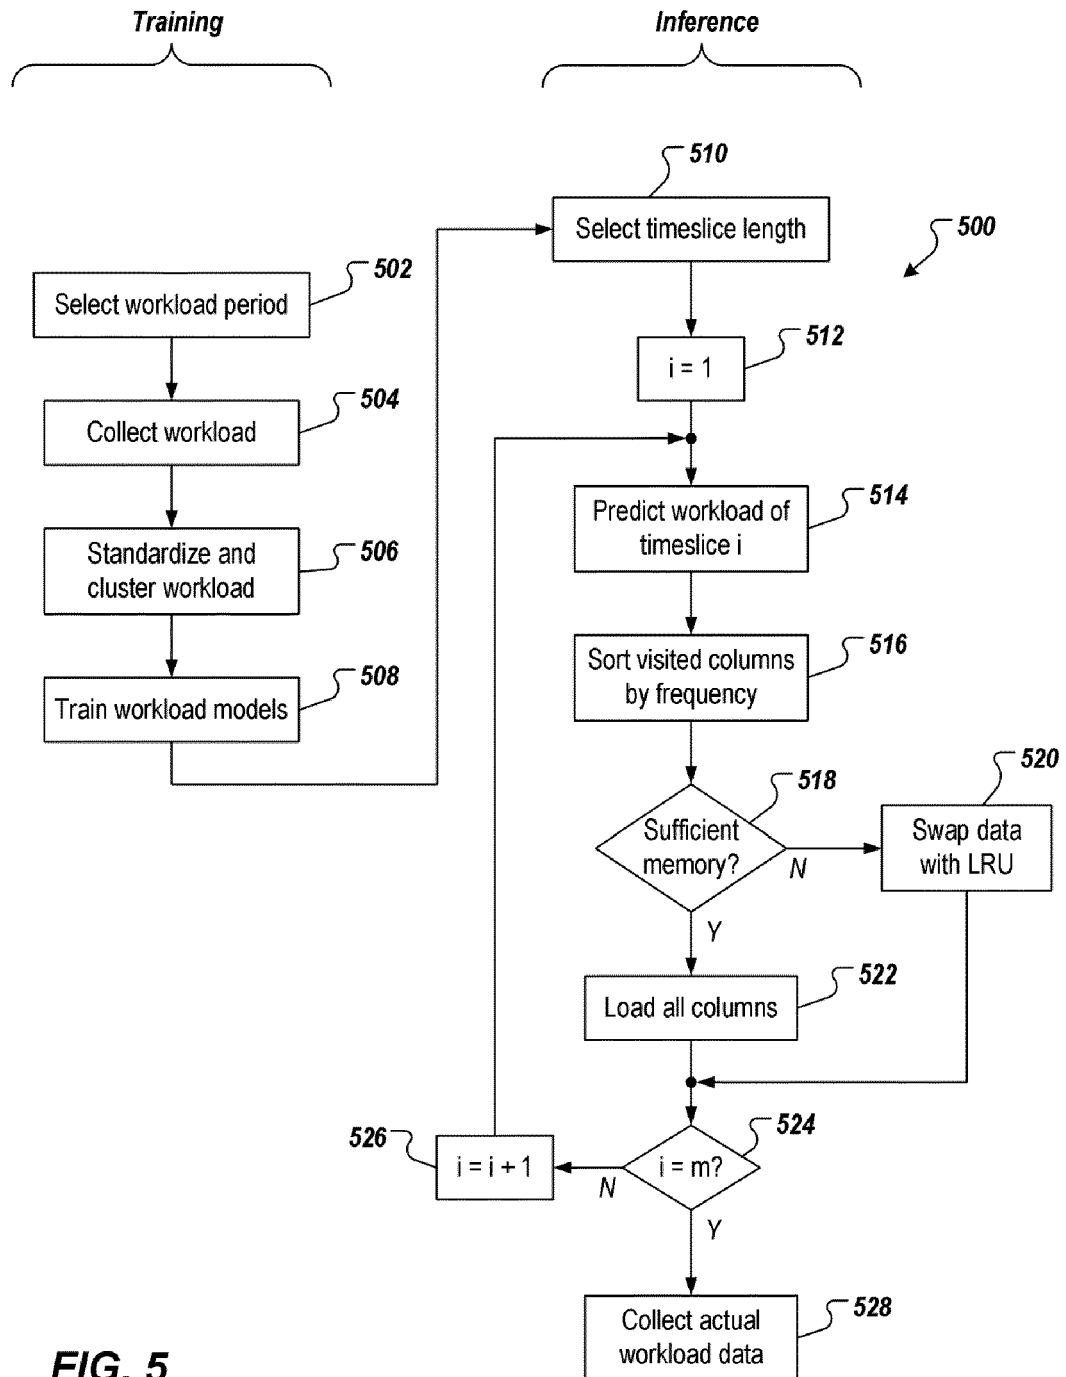 Training
Inference
510
Select timeslice length
500
502
Select workload period
512
i = 1
504
Collect workload
514
Predict workload of
timeslice i
506
Standardize and
cluster workload
516
Sort visited columns
by frequency
508
Train workload models
518
Sufficient
memory?
N
Y
520
Swap data
with LRU
522
Load all columns
524
i = m?
N
Y
526
i = i + 1
528
Collect actual
workload data
FIG. 5